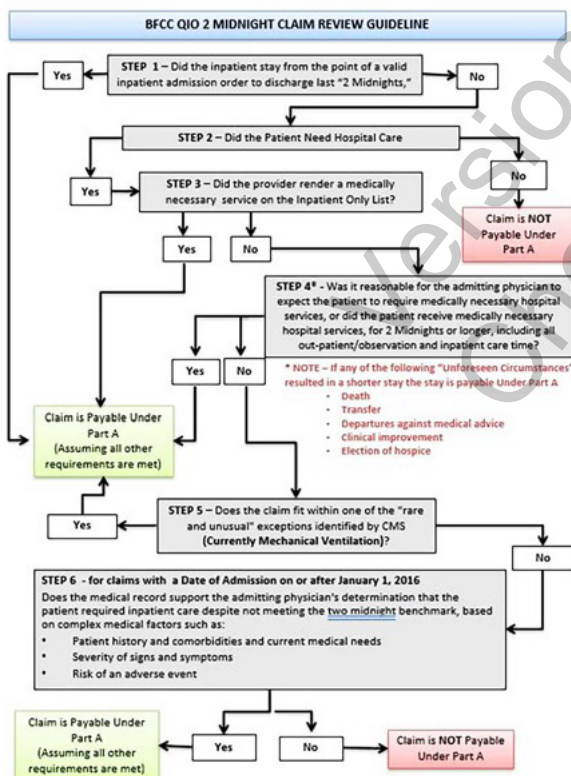 BFCC QIO 2 MIDNIGHT CLAIM REVIEW GUIDELINE
STEP 1 – Did the inpatient stay from the point of a valid
inpatient admission order to discharge last "2 Midnights,"
Yes
No
STEP 2 – Did the Patient Need Hospital Care
Yes
No
STEP 3 – Did the provider render a medically
necessary service on the Inpatient Only List?
Claim is NOT
Payable Under
Part A
Yes
No
STEP 4* - Was it reasonable for the admitting physician to
expect the patient to require medically necessary hospital
services, or did the patient receive medically necessary
hospital services, for 2 Midnights or longer, including all
out-patient/observation and inpatient care time?
Yes
No
* NOTE – If any of the following "Unforeseen Circumstances"
resulted in a shorter stay the stay is payable Under Part A
- Death
- Transfer
- Departures against medical advice
- Clinical improvement
- Election of hospice
Claim is Payable Under
Part A
(Assuming all other
requirements are met)
STEP 5 – Does the claim fit within one of the "rare
and unusual" exceptions identified by CMS
(Currently Mechanical Ventilation)?
Yes
No
STEP 6 - for claims with a Date of Admission on or after January 1, 2016
Does the medical record support the admitting physician's determination that the
patient required inpatient care despite not meeting the two midnight benchmark, based
on complex medical factors such as:
• Patient history and comorbidities and current medical needs
• Severity of signs and symptoms
• Risk of an adverse event
Claim is Payable Under
Part A
(Assuming all other
requirements are met)
Yes
No
Claim is NOT Payable
Under Part A
Version